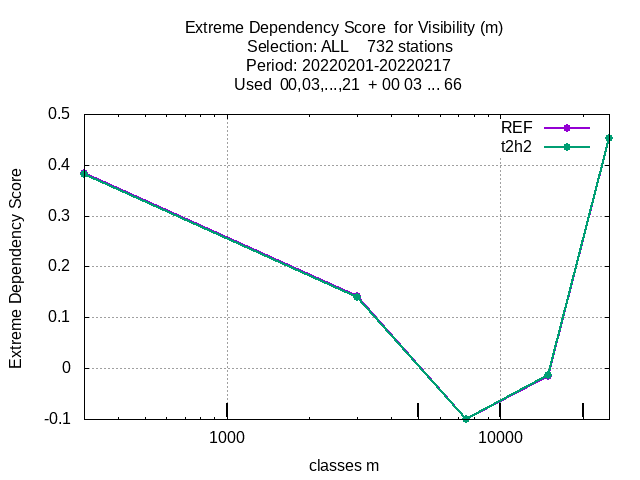 Extreme Dependency Score  for Visibility (m)
Selection: ALL    732 stations
Period: 20220201-20220217
Used  00,03,...,21  + 00 03 ... 66
0.5
REF
t2h2
0.4
0.3
0.2
0.1
0
-0.1
Extreme Dependency Score
1000
10000
classes m